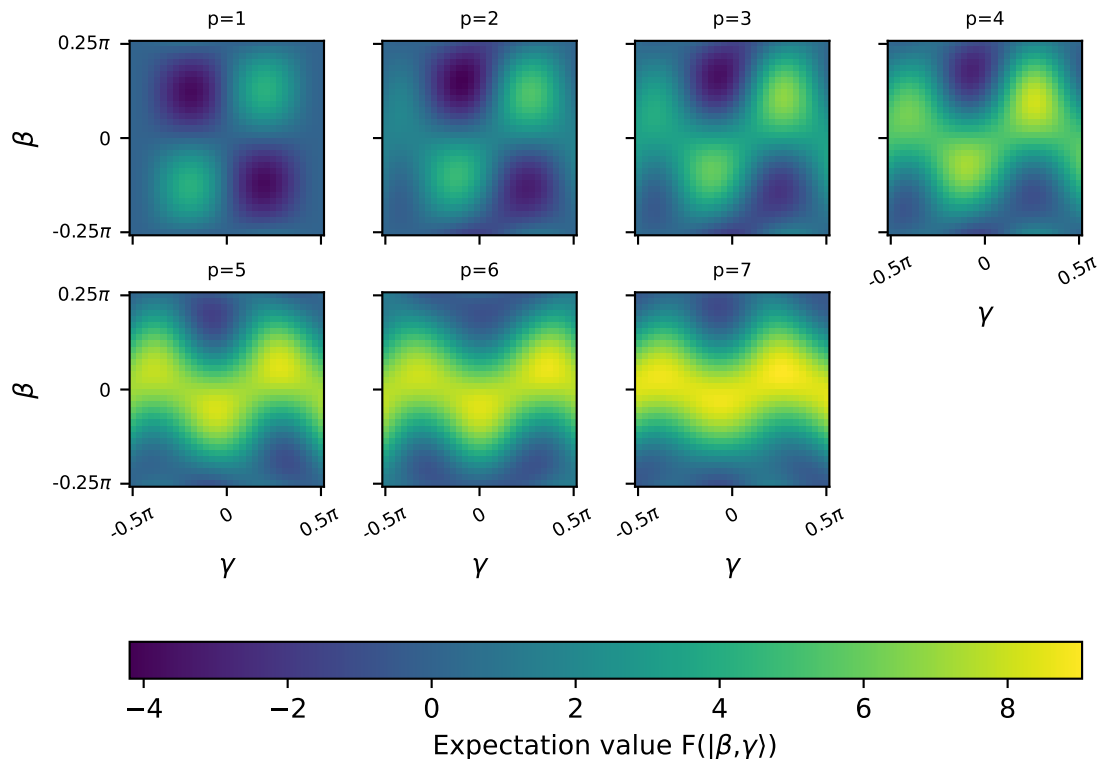 p=1
p=2
p=3
p=4
0.25π
β
0
-0.25π
-0.5π
0
0.5π
γ
p=5
p=6
p=7
0.25π
β
0
-0.25π
-0.5π
0
0.5π
-0.5π
0
0.5π
-0.5π
0
0.5π
γ
γ
γ
−4
−2
0
2
4
6
8
Expectation value F(|β,γ⟩)